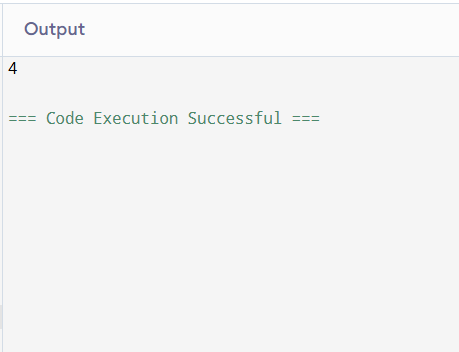 Output
4
=== Code Execution Successful ===